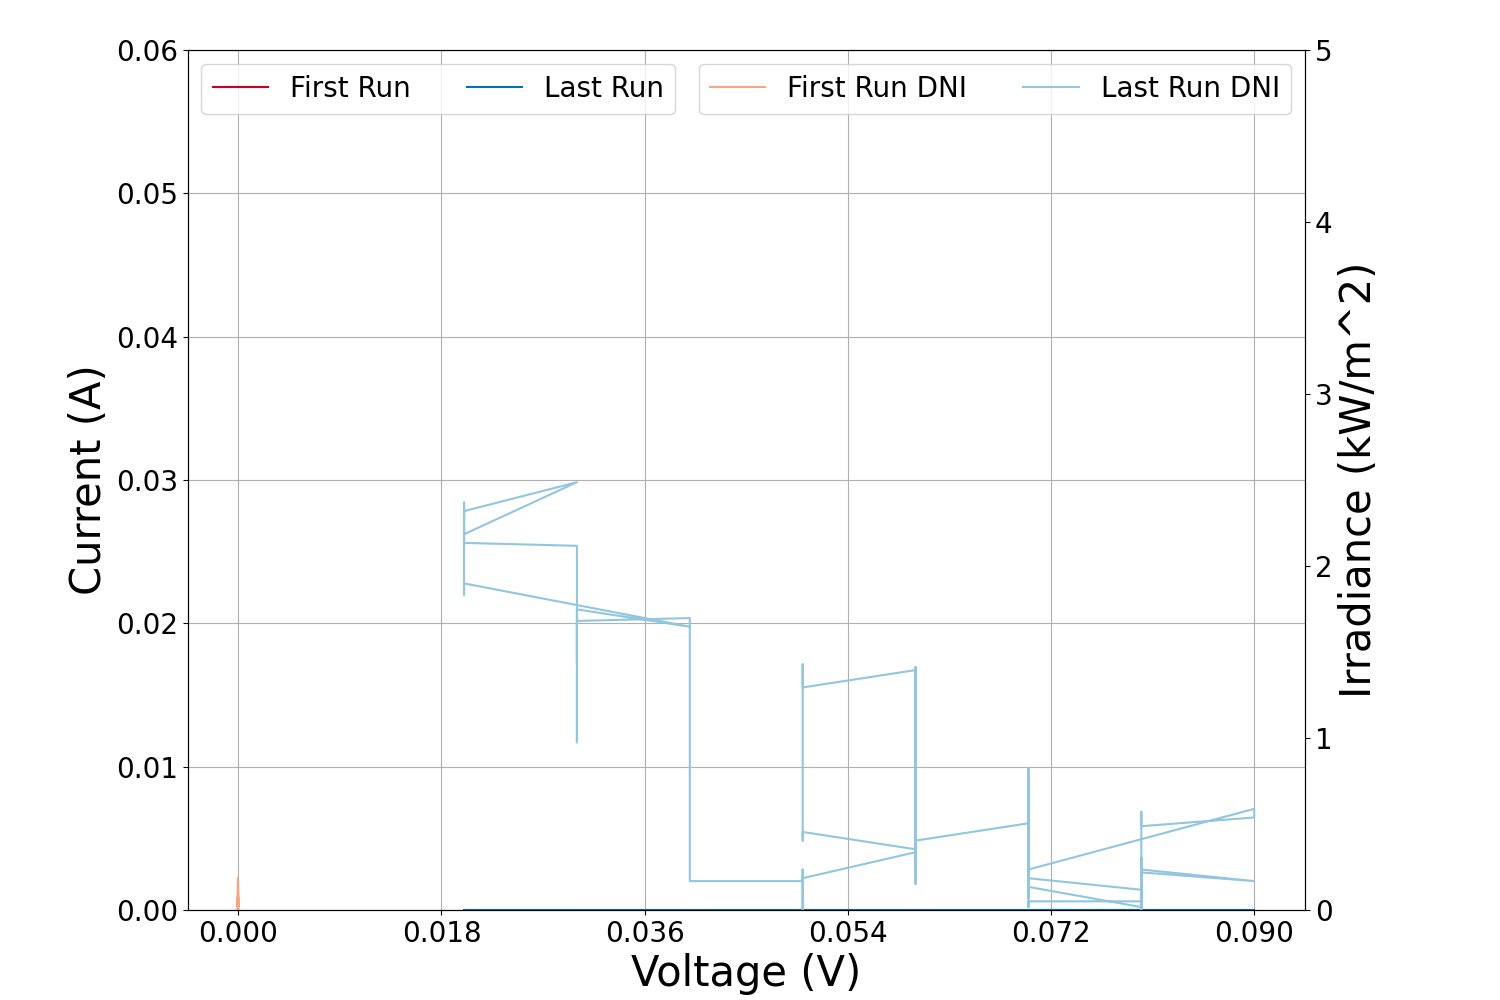 First Run
Last Run
First Run DNI
Last Run DNI
Current (A)
0.06
0.05
0.04
0.03
0.02
0.01
0.00
5
4
3
2
1
0
Irradiance (kW/m^2)
0.000 0.018 0.036 0.054 0.072 0.090
Voltage (V)